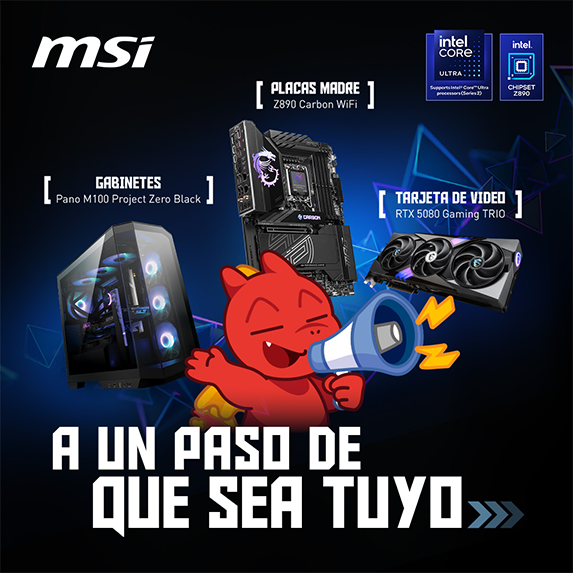 msi
intel
CORE
ULTRA
Supports Intel® Core™ Ultra
processors (Series 2)
intel.
CHIPSET
Z890
PLACAS MADRE
Z890 Carbon WiFi
GABINETES
Pano M100 Project Zero Black
TARJETA DE VIDEO
RTX 5080 Gaming TRIO
CARBON
A UN PASO DE
QUE SEA TUYO